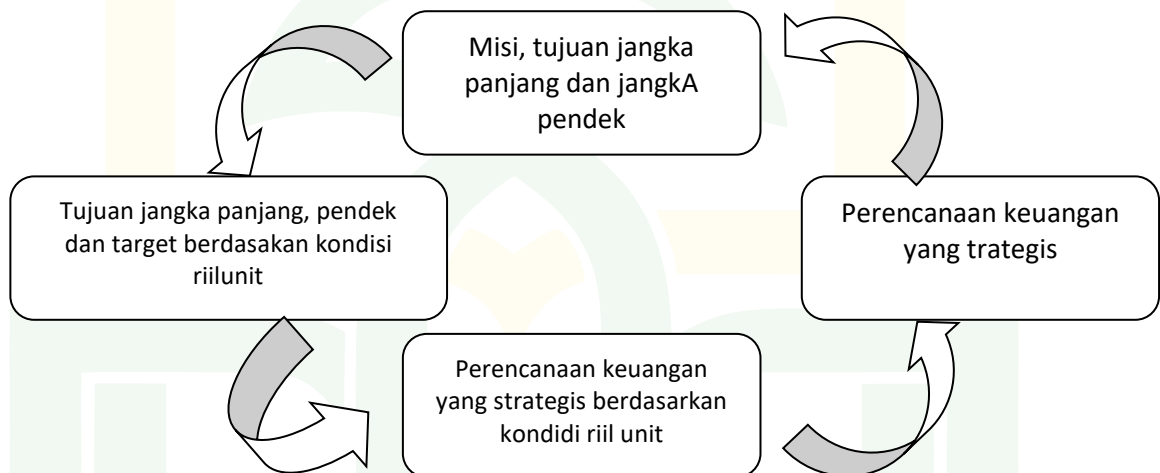 Misi, tujuan jangka
panjang dan jangkA
pendek
Tujuan jangka panjang, pendek
dan target berdasakan kondisi
riilunit
Perencanaan keuangan
yang trategis
Perencanaan keuangan
yang strategis berdasarkan
kondidi riil unit